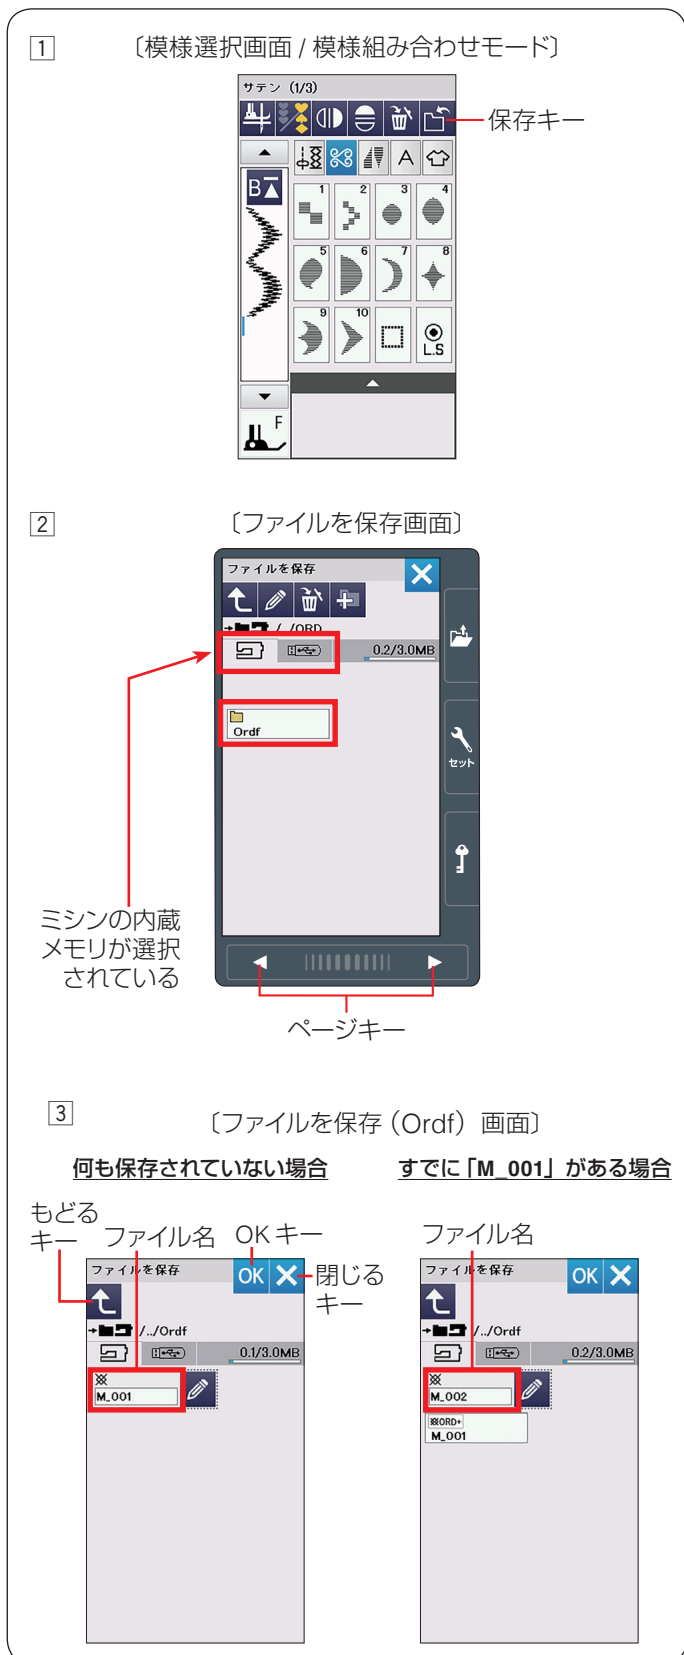 1
〔模様選択画面 / 模様組み合わせモード〕
サテン (1/3)
保存キー
A
B
1
2
3
4
5
6
7
8
9
10
L.S
F
2
〔ファイルを保存画面〕
ファイルを保存
/../ORD
0.2/3.0MB
Ordf
セット
ミシンの内蔵
メモリが選択
されている
ページキー
3
〔ファイルを保存（Ordf）画面〕
何も保存されていない場合
もどる
キー
ファイル名
OK キー
閉じる
キー
ファイルを保存
OK
/../Ordf
0.1/3.0MB
M_001
すでに「M_001」がある場合
ファイル名
ファイルを保存
OK
/../Ordf
0.2/3.0MB
M_002
ORD+
M_001